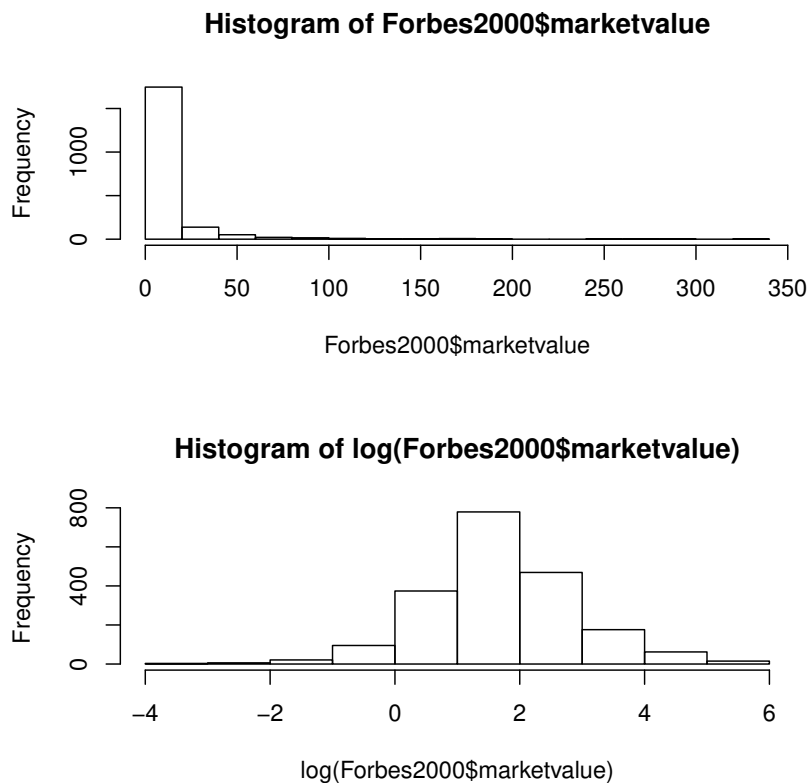 Histogram of Forbes2000$marketvalue
Frequency
1000
0
0 50 100 150 200 250 300 350
Forbes2000$marketvalue
Histogram of log(Forbes2000$marketvalue)
Frequency
800
400
0
−4 −2 0 2 4 6
log(Forbes2000$marketvalue)